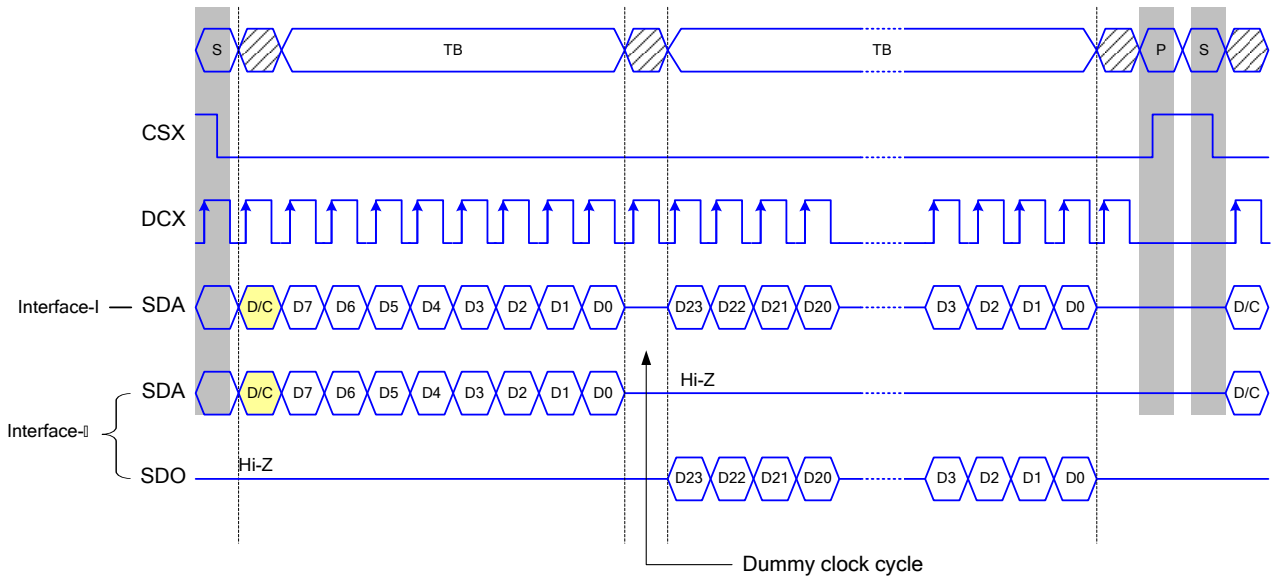 S TB TB P S
CSX
DCX
Interface-I SDA D/C D7 D6 D5 D4 D3 D2 D1 D0 D23 D22 D21 D20 D3 D2 D1 D0 D/C
SDA D/C D7 D6 D5 D4 D3 D2 D1 D0 Hi-Z D/C
Interface-▯
SDO Hi-Z D23 D22 D21 D20 D3 D2 D1 D0
Dummy clock cycle